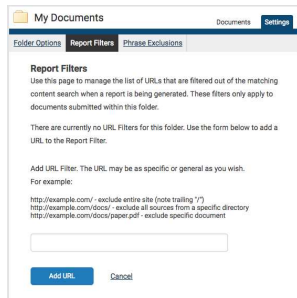 My Documents
Documents Settings
Folder Options Report Filters Phrase Exclusions
Report Filters
Use this page to manage the list of URLs that are filtered out of the matching
content search when a report is being generated. These filters only apply to
documents submitted within this folder.
There are currently no URL Filters for this folder. Use the form below to add a
URL to the Report Filter.
Add URL Filter. The URL may be as specific or general as you wish.
For example:
http://example.com/ - exclude entire site (note trailing "/")
http://example.com/docs/ - exclude all sources from a specific directory
http://example.com/docs/paper.pdf - exclude specific document
Add URL Cancel